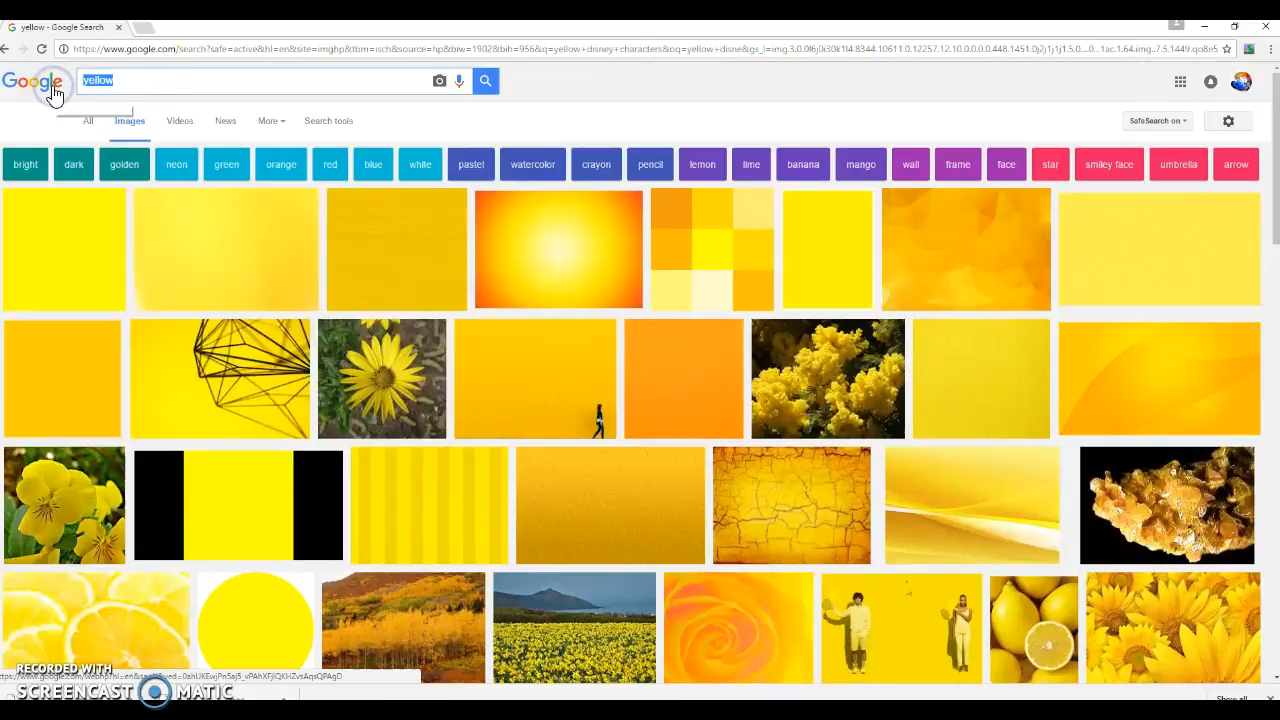 yellow - Google Search
https://www.google.com/search?safe=active&hl=en&site=imghp&tbm=isch&source=hp&biw=1902&bih=956&q=yellow+disney+characters&oq=yellow+disne&gs_l=img.3.0.0l6j0i30k1l4.8344.10611.0.12257.12.10.0.0.0.0.448.1451.0j2j1j1j1.5.0....0...1ac.1.64.img..7.5.1449.qo8e5
Google
yellow
All Images Videos News More Search tools
SafeSearch on
bright dark golden neon green orange red blue white pastel watercolor crayon pencil lemon lime banana mango wall frame face star smiley face umbrella arrow
RECORDED WITH
SCREENCAST MATIC
Show all